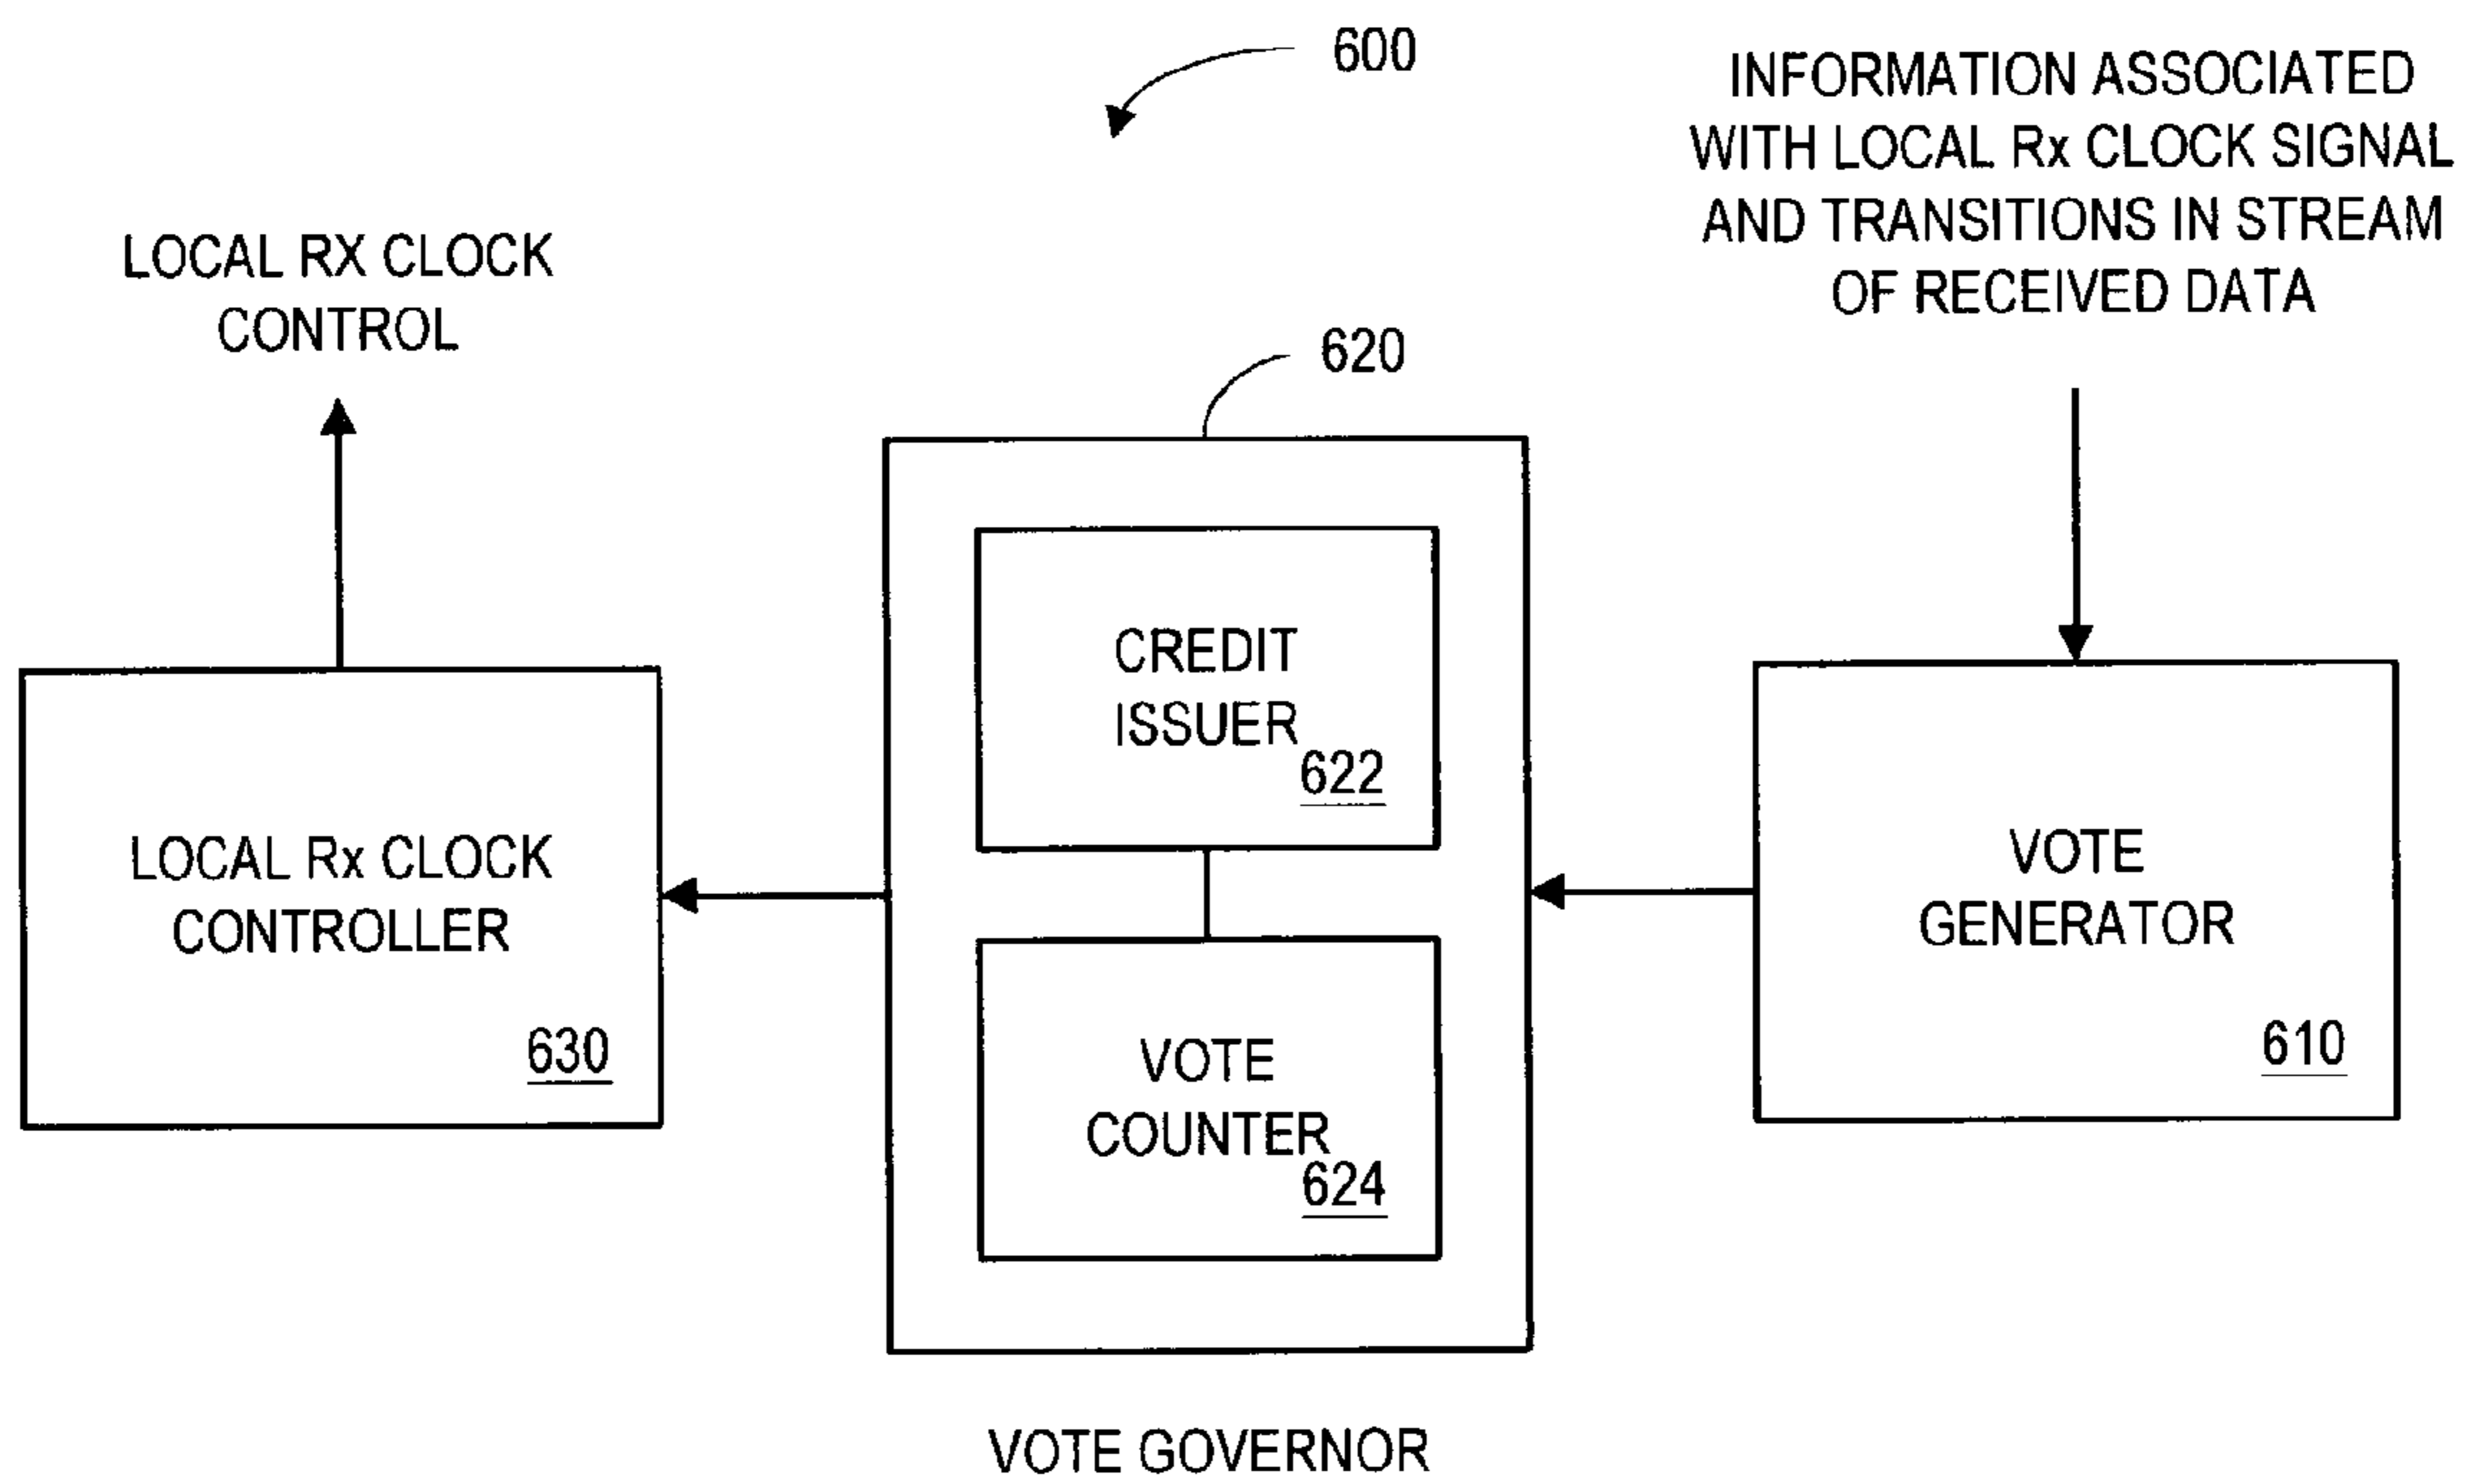 600
INFORMATION ASSOCIATED
WITH LOCAL Rx CLOCK SIGNAL
AND TRANSITIONS IN STREAM
OF RECEIVED DATA
LOCAL RX CLOCK
CONTROL
620
CREDIT
ISSUER
622
LOCAL Rx CLOCK
CONTROLLER
630
VOTE
COUNTER
624
VOTE
GENERATOR
610
VOTE GOVERNOR